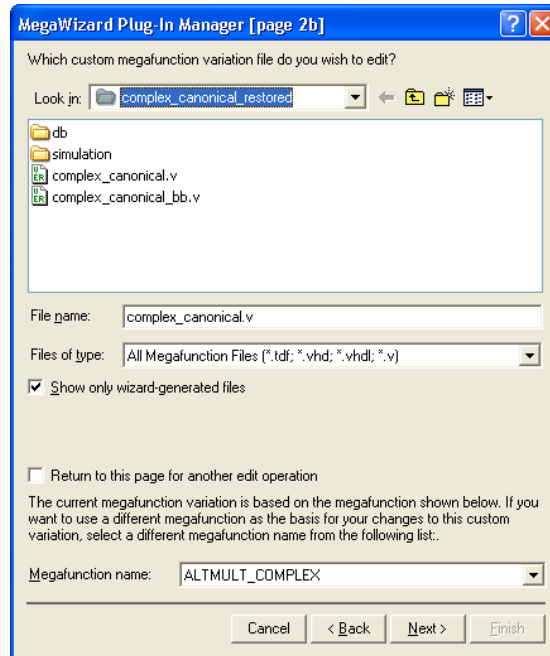 MegaWizard Plug-In Manager [page 2b]
Which custom megafunction variation file do you wish to edit?
Look in: complex_canonical_restored
db
simulation
complex_canonical.v
complex_canonical_bb.v
File name: complex_canonical.v
Files of type: All Megafunction Files (*.tdf; *.vhd; *.vhdl; *.v)
Show only wizard-generated files
Return to this page for another edit operation
The current megafunction variation is based on the megafunction shown below. If you
want to use a different megafunction as the basis for your changes to this custom
variation, select a different megafunction name from the following list:.
Megafunction name: ALTMULT_COMPLEX
Cancel < Back Next > Finish